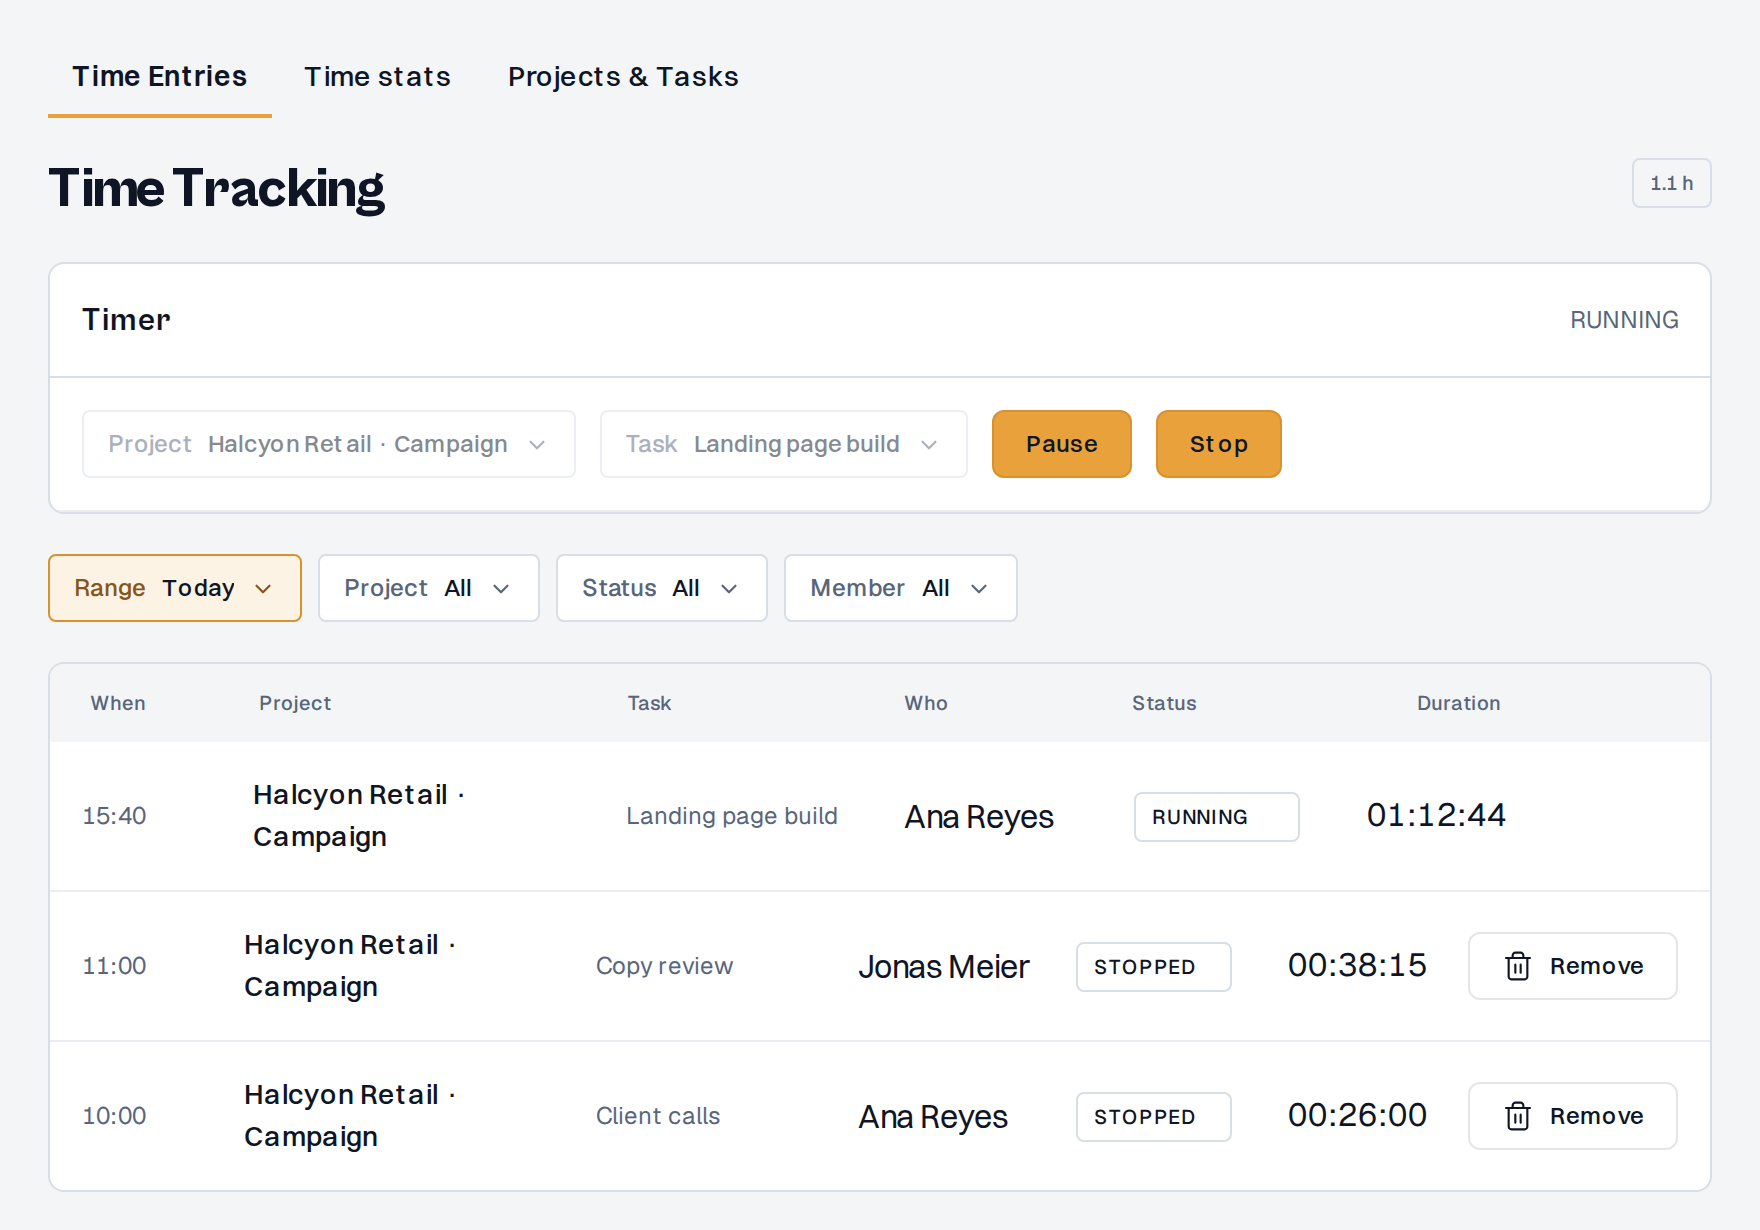 Time Entries Time stats Projects & Tasks
Time Tracking 1.1 h
Timer RUNNING
Project Halcyon Retail · Campaign Task Landing page build Pause Stop
Range Today Project All Status All Member All
When Project Task Who Status Duration
15:40 Halcyon Retail · Landing page build Ana Reyes RUNNING 01:12:44
Campaign
11:00 Halcyon Retail · Copy review Jonas Meier STOPPED 00:38:15 Remove
Campaign
10:00 Halcyon Retail · Client calls Ana Reyes STOPPED 00:26:00 Remove
Campaign